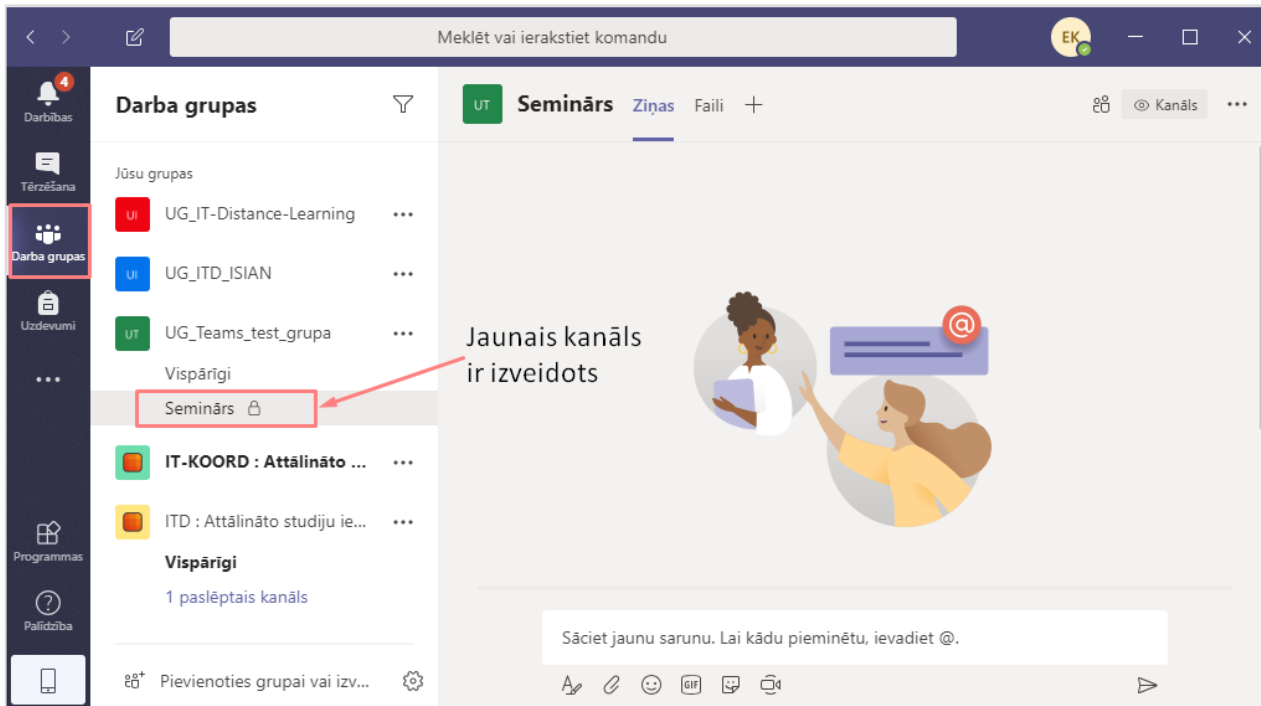 Meklēt vai ierakstiet komandu
EK
4
Darbības
Tērzēšana
Darba grupas
Uzdevumi
Programmas
Palīdzība
Darba grupas
Jūsu grupas
UI UG_IT-Distance-Learning
UI UG_ITD_ISIAN
UT UG_Teams_test_grupa
Vispārīgi
Seminārs
IT-KOORD : Attālināto ...
ITD : Attālināto studiju ie...
Vispārīgi
1 paslēptais kanāls
Pievienoties grupai vai izv...
UT Seminārs Ziņas Faili
Kanāls
Jaunais kanāls
ir izveidots
@
Sāciet jaunu sarunu. Lai kādu pieminētu, ievadiet @.
GIF